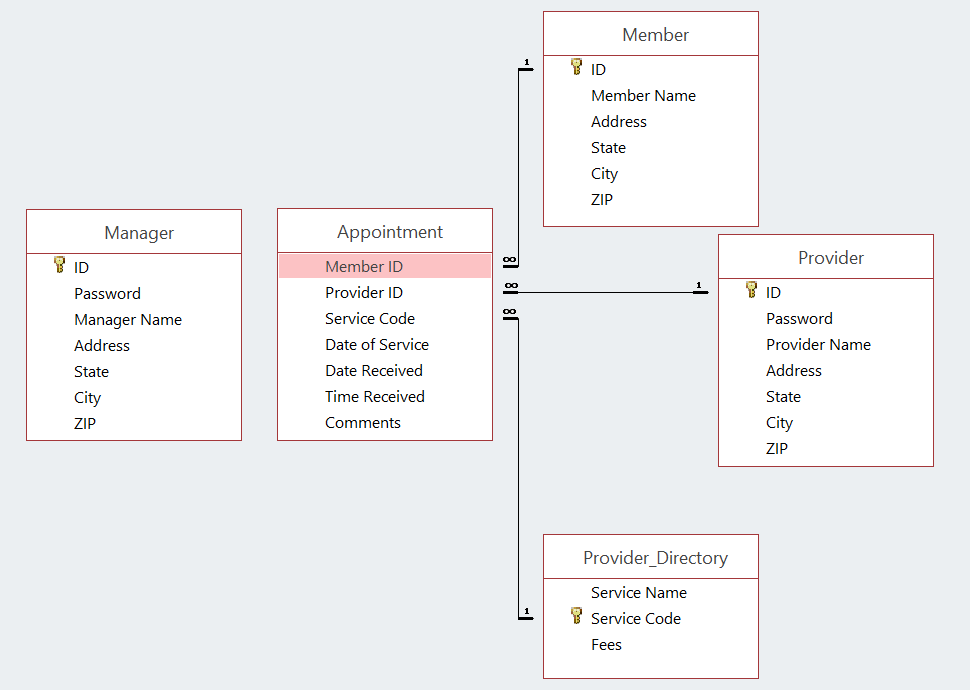 Member
ID
Member Name
Address
State
City
ZIP
Manager
ID
Password
Manager Name
Address
State
City
ZIP
Appointment
Member ID
Provider ID
Service Code
Date of Service
Date Received
Time Received
Comments
1
∞
∞
1
∞
1
Provider
ID
Password
Provider Name
Address
State
City
ZIP
Provider_Directory
Service Name
Service Code
Fees